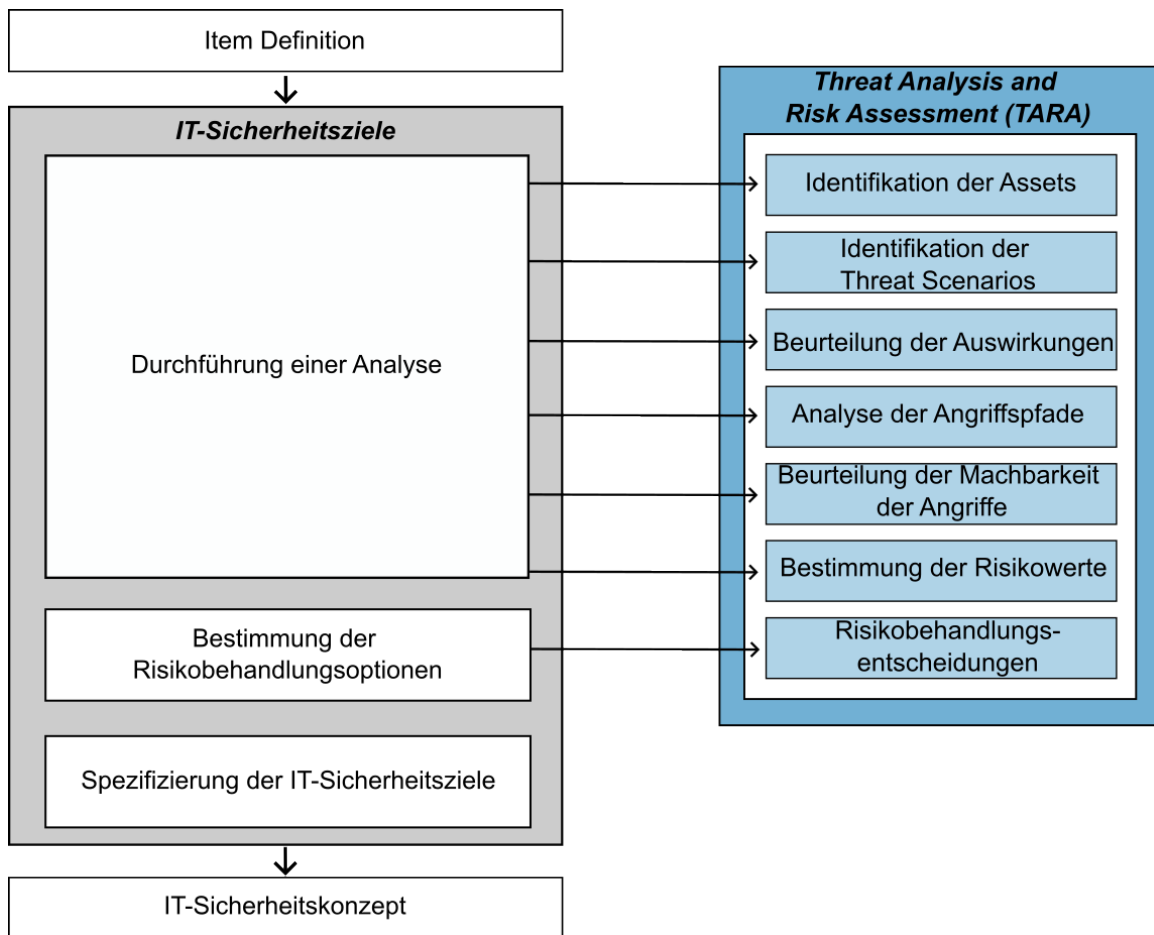 Item Definition
IT-Sicherheitsziele
Durchführung einer Analyse
Bestimmung der
Risikobehandlungsoptionen
Spezifizierung der IT-Sicherheitsziele
IT-Sicherheitskonzept
Threat Analysis and
Risk Assessment (TARA)
Identifikation der Assets
Identifikation der
Threat Scenarios
Beurteilung der Auswirkungen
Analyse der Angriffspfade
Beurteilung der Machbarkeit
der Angriffe
Bestimmung der Risikowerte
Risikobehandlungs-
entscheidungen